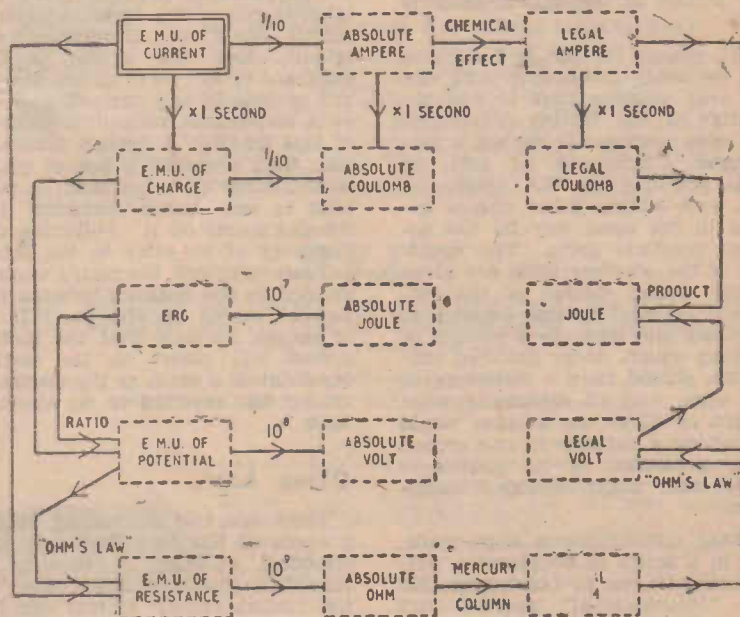 E.M.U. OF
CURRENT
1/10
ABSOLUTE
AMPERE
CHEMICAL
EFFECT
LEGAL
AMPERE
×1 SECOND
×1 SECOND
×1 SECOND
E.M.U. OF
CHARGE
1/10
ABSOLUTE
COULOMB
LEGAL
COULOMB
ERG
10⁷
ABSOLUTE
JOULE
JOULE
PRODUCT
RATIO
E.M.U. OF
POTENTIAL
10⁸
ABSOLUTE
VOLT
LEGAL
VOLT
"OHM'S LAW"
"OHM'S LAW"
E.M.U. OF
RESISTANCE
10⁹
ABSOLUTE
OHM
MERCURY
COLUMN